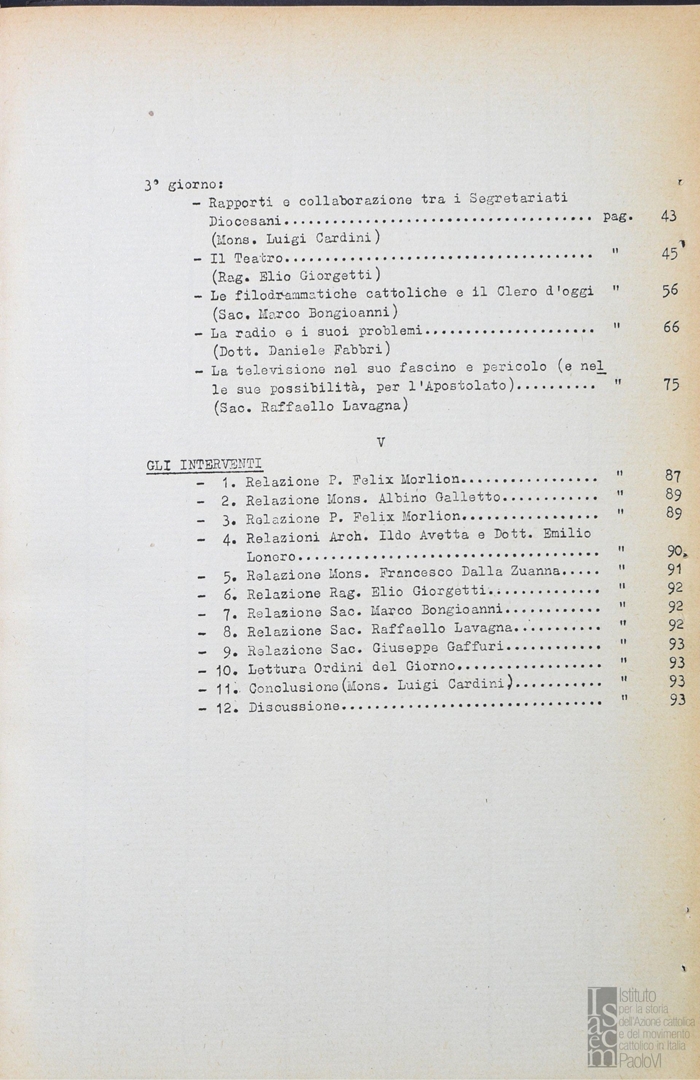 3° giorno:
- Rapporti e collaborazione tra i Segretariati
Diocesani...................................... pag. 43
(Mons. Luigi Cardini)
- Il Teatro...................................... " 45
(Rag. Elio Giorgetti)
- Le filodrammatiche cattoliche e il Clero d'oggi " 56
(Sac. Marco Bongioanni)
- La radio e i suoi problemi..................... " 66
(Dott. Daniele Fabbri)
- La televisione nel suo fascino e pericolo (e nel
le sue possibilità, per l'Apostolato).......... " 75
(Sac. Raffaello Lavagna)
V
GLI INTERVENTI
- 1. Relazione P. Felix Morlion................. " 87
- 2. Relazione Mons. Albino Galletto............ " 89
- 3. Relazione P. Felix Morlion................. " 89
- 4. Relazioni Arch. Ildo Avetta e Dott. Emilio
Lonero..................................... " 90
- 5. Relazione Mons. Francesco Dalla Zuanna..... " 91
- 6. Relazione Rag. Elio Giorgetti.............. " 92
- 7. Relazione Sac. Marco Bongioanni............ " 92
- 8. Relazione Sac. Raffaello Lavagna........... " 92
- 9. Relazione Sac. Giuseppe Gaffuri............ " 93
- 10. Lettura Ordini del Giorno.................. " 93
- 11. Conclusione(Mons. Luigi Cardini)........... " 93
- 12. Discussione................................ " 93
Isacem
Istituto
per la storia
dell'Azione cattolica
e del movimento
cattolico in Italia
PaoloVI